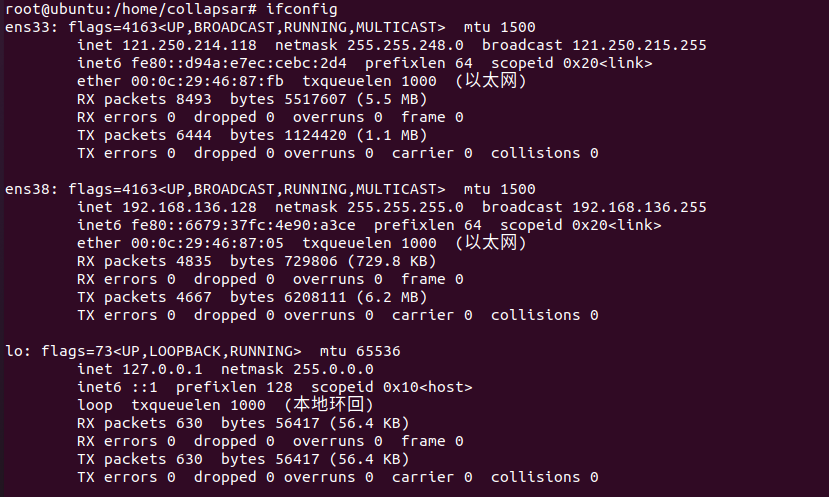 root@ubuntu:/home/collapsar# ifconfig
ens33: flags=4163<UP,BROADCAST,RUNNING,MULTICAST>  mtu 1500
        inet 121.250.214.118  netmask 255.255.248.0  broadcast 121.250.215.255
        inet6 fe80::d94a:e7ec:cebc:2d4  prefixlen 64  scopeid 0x20<link>
        ether 00:0c:29:46:87:fb  txqueuelen 1000  (以太网)
        RX packets 8493  bytes 5517607 (5.5 MB)
        RX errors 0  dropped 0  overruns 0  frame 0
        TX packets 6444  bytes 1124420 (1.1 MB)
        TX errors 0  dropped 0 overruns 0  carrier 0  collisions 0

ens38: flags=4163<UP,BROADCAST,RUNNING,MULTICAST>  mtu 1500
        inet 192.168.136.128  netmask 255.255.255.0  broadcast 192.168.136.255
        inet6 fe80::6679:37fc:4e90:a3ce  prefixlen 64  scopeid 0x20<link>
        ether 00:0c:29:46:87:05  txqueuelen 1000  (以太网)
        RX packets 4835  bytes 729806 (729.8 KB)
        RX errors 0  dropped 0  overruns 0  frame 0
        TX packets 4667  bytes 6208111 (6.2 MB)
        TX errors 0  dropped 0 overruns 0  carrier 0  collisions 0

lo: flags=73<UP,LOOPBACK,RUNNING>  mtu 65536
        inet 127.0.0.1  netmask 255.0.0.0
        inet6 ::1  prefixlen 128  scopeid 0x10<host>
        loop  txqueuelen 1000  (本地环回)
        RX packets 630  bytes 56417 (56.4 KB)
        RX errors 0  dropped 0  overruns 0  frame 0
        TX packets 630  bytes 56417 (56.4 KB)
        TX errors 0  dropped 0 overruns 0  carrier 0  collisions 0